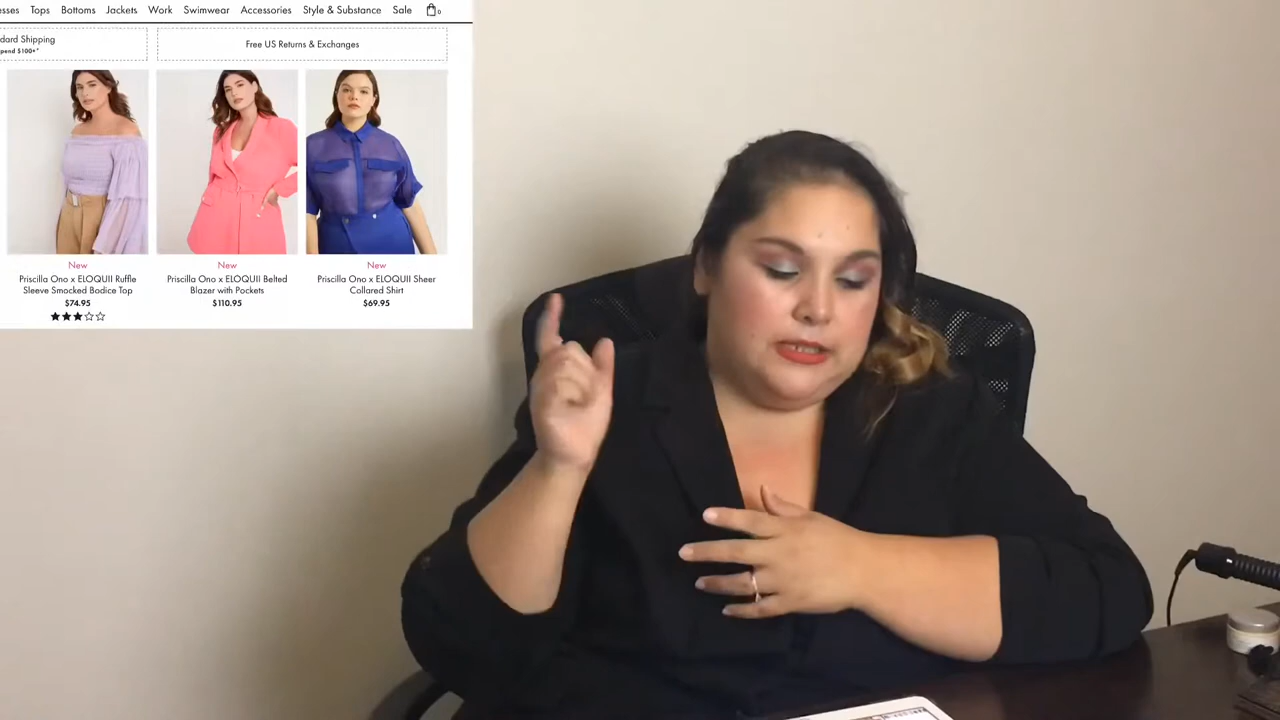 Tops Bottoms Jackets Work Swimwear Accessories Style & Substance Sale 0
Shipping
Free US Returns & Exchanges
New
Priscilla Ono x ELOQUII Ruffle
Sleeve Smocked Bodice Top
$74.95
New
Priscilla Ono x ELOQUII Belted
Blazer with Pockets
$110.95
New
Priscilla Ono x ELOQUII Sheer
Collared Shirt
$69.95